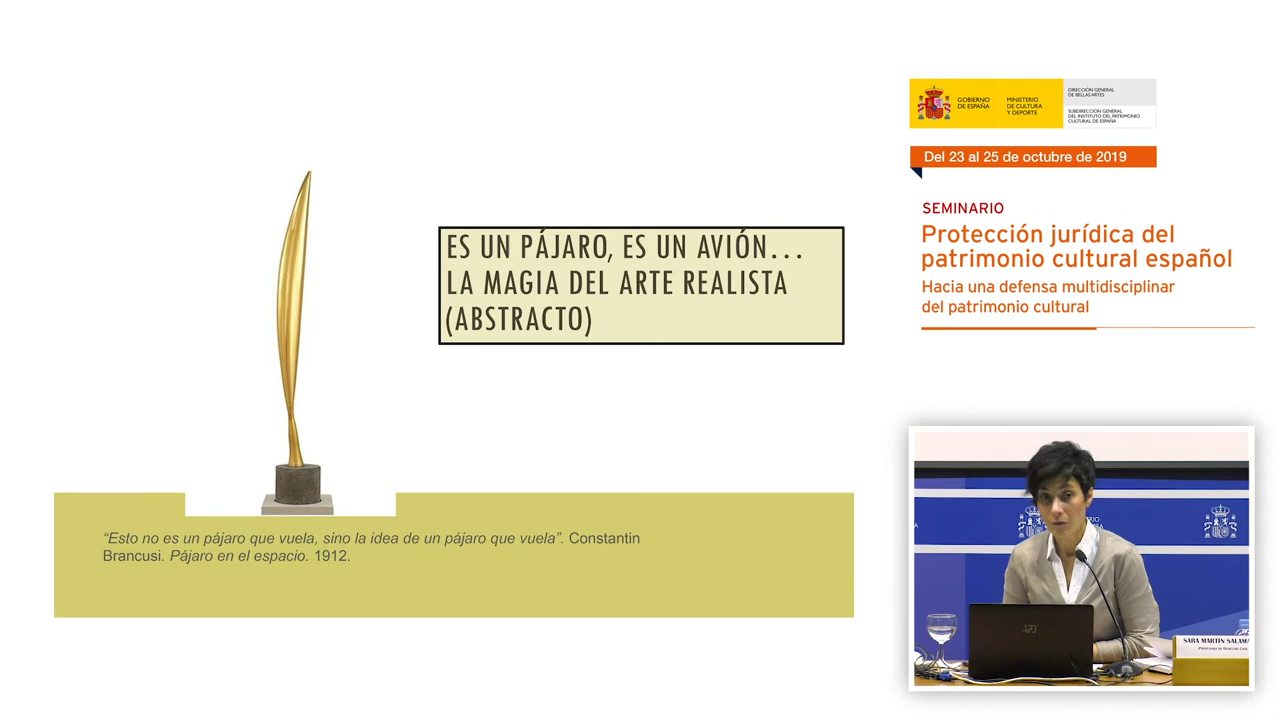 ES UN PÁJARO, ES UN AVIÓN...
LA MAGIA DEL ARTE REALISTA
(ABSTRACTO)
“Esto no es un pájaro que vuela, sino la idea de un pájaro que vuela”. Constantin
Brancusi. Pájaro en el espacio. 1912.
GOBIERNO
DE ESPAÑA
MINISTERIO
DE CULTURA
Y DEPORTE
DIRECCIÓN GENERAL
DE BELLAS ARTES
SUBDIRECCIÓN GENERAL
DEL INSTITUTO DEL PATRIMONIO
CULTURAL DE ESPAÑA
Del 23 al 25 de octubre de 2019
SEMINARIO
Protección jurídica del
patrimonio cultural español
Hacia una defensa multidisciplinar
del patrimonio cultural
SARA MARTÍN SALAMA